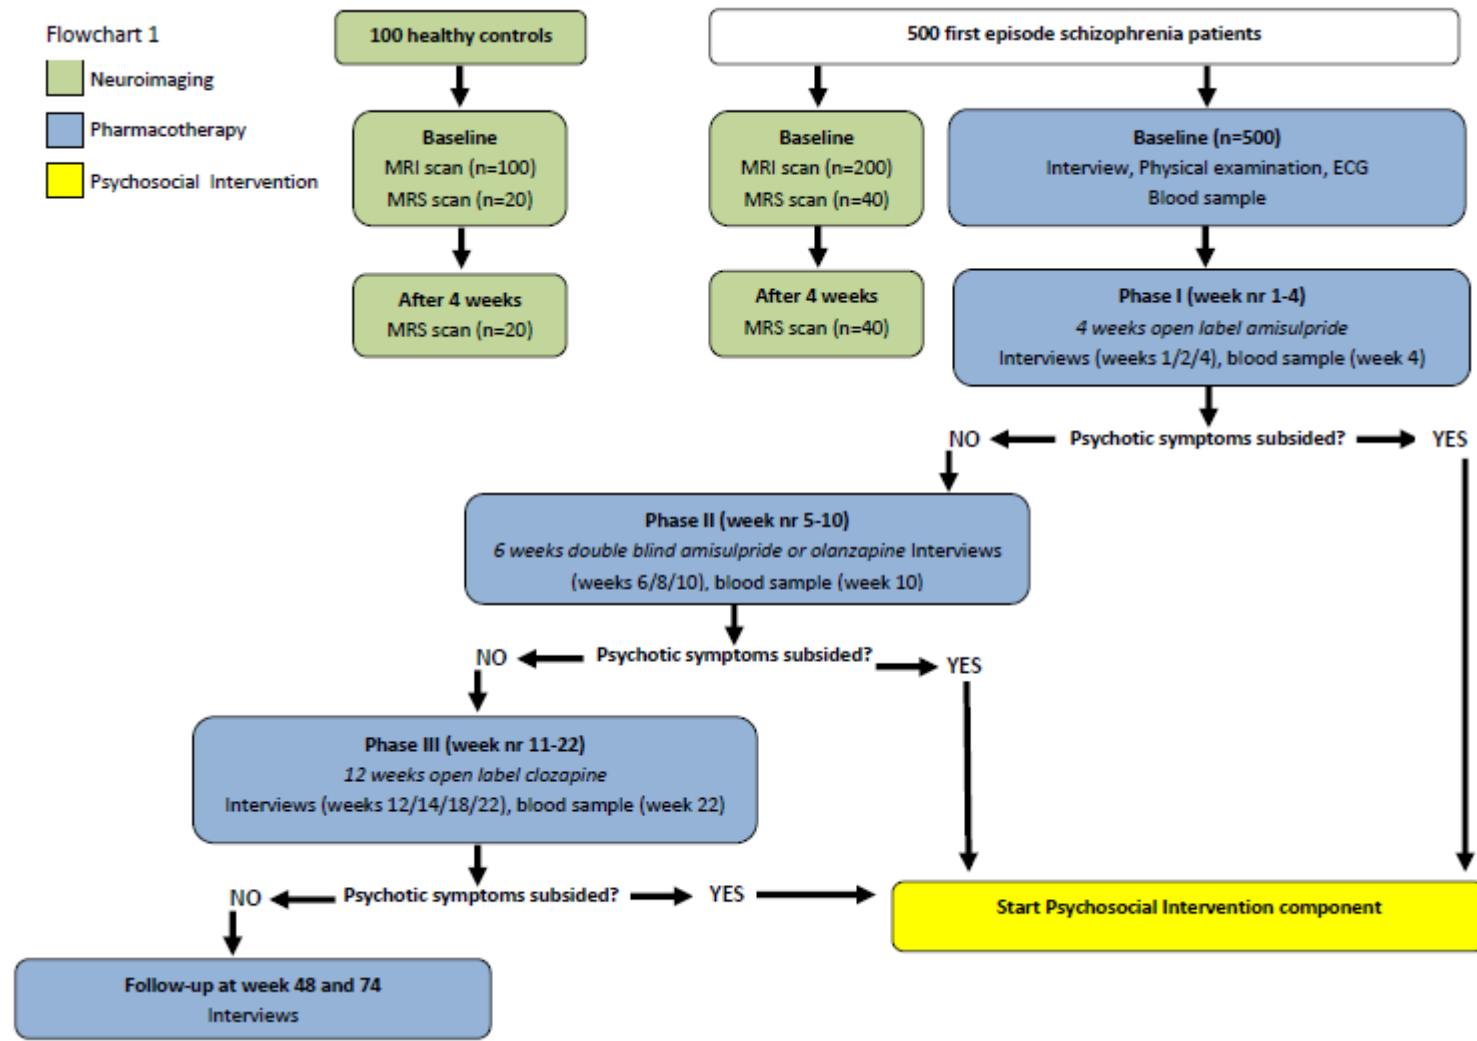 Flowchart 1
Neuroimaging
Pharmacotherapy
Psychosocial Intervention
100 healthy controls
500 first episode schizophrenia patients
Baseline
MRI scan (n=100)
MRS scan (n=20)
Baseline
MRI scan (n=200)
MRS scan (n=40)
Baseline (n=500)
Interview, Physical examination, ECG
Blood sample
After 4 weeks
MRS scan (n=20)
After 4 weeks
MRS scan (n=40)
Phase I (week nr 1-4)
4 weeks open label amisulpride
Interviews (weeks 1/2/4), blood sample (week 4)
NO
Psychotic symptoms subsided?
YES
Phase II (week nr 5-10)
6 weeks double blind amisulpride or olanzapine Interviews
(weeks 6/8/10), blood sample (week 10)
NO
Psychotic symptoms subsided?
YES
Phase III (week nr 11-22)
12 weeks open label clozapine
Interviews (weeks 12/14/18/22), blood sample (week 22)
NO
Psychotic symptoms subsided?
YES
Start Psychosocial Intervention component
Follow-up at week 48 and 74
Interviews